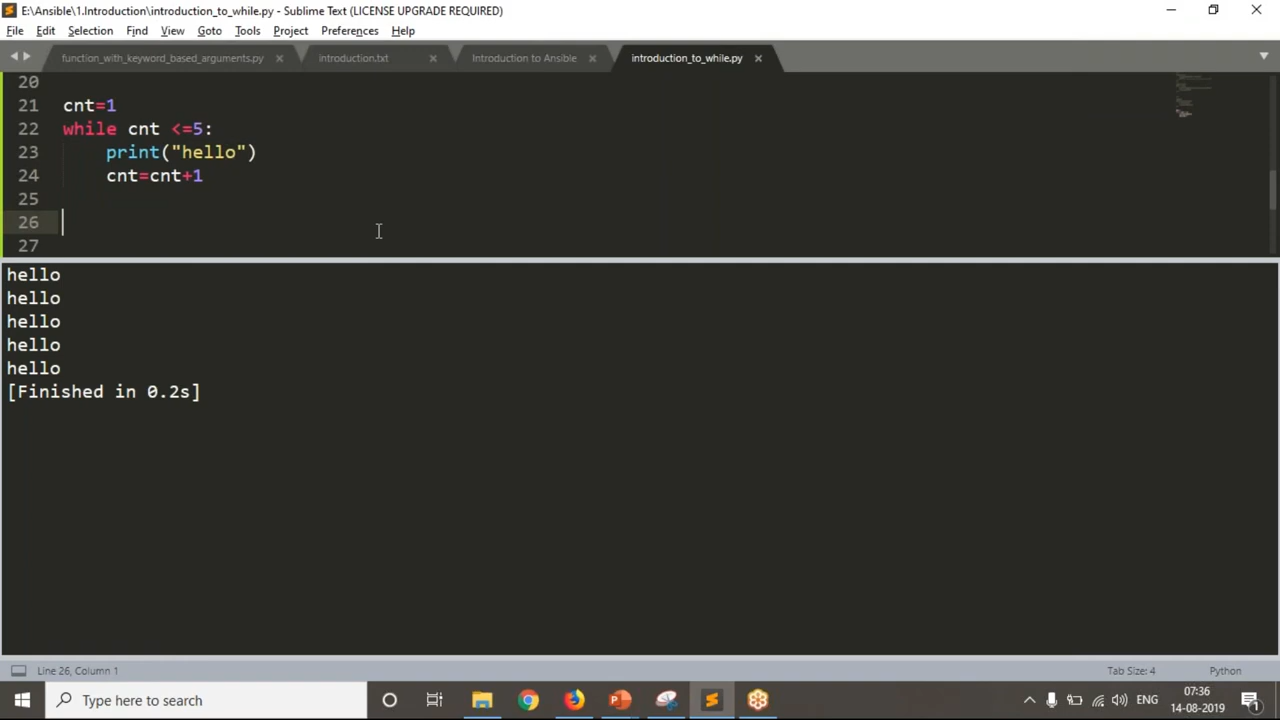 E:\Ansible\1.Introduction\introduction_to_while.py - Sublime Text (LICENSE UPGRADE REQUIRED)
File Edit Selection Find View Goto Tools Project Preferences Help
function_with_keyword_based_arguments.py introduction.txt Introduction to Ansible introduction_to_while.py
20
21 cnt=1
22 while cnt <=5:
23     print("hello")
24     cnt=cnt+1
25
26
27
hello
hello
hello
hello
hello
[Finished in 0.2s]
Line 26, Column 1 Tab Size: 4 Python
Type here to search ENG 07:36
14-08-2019 1